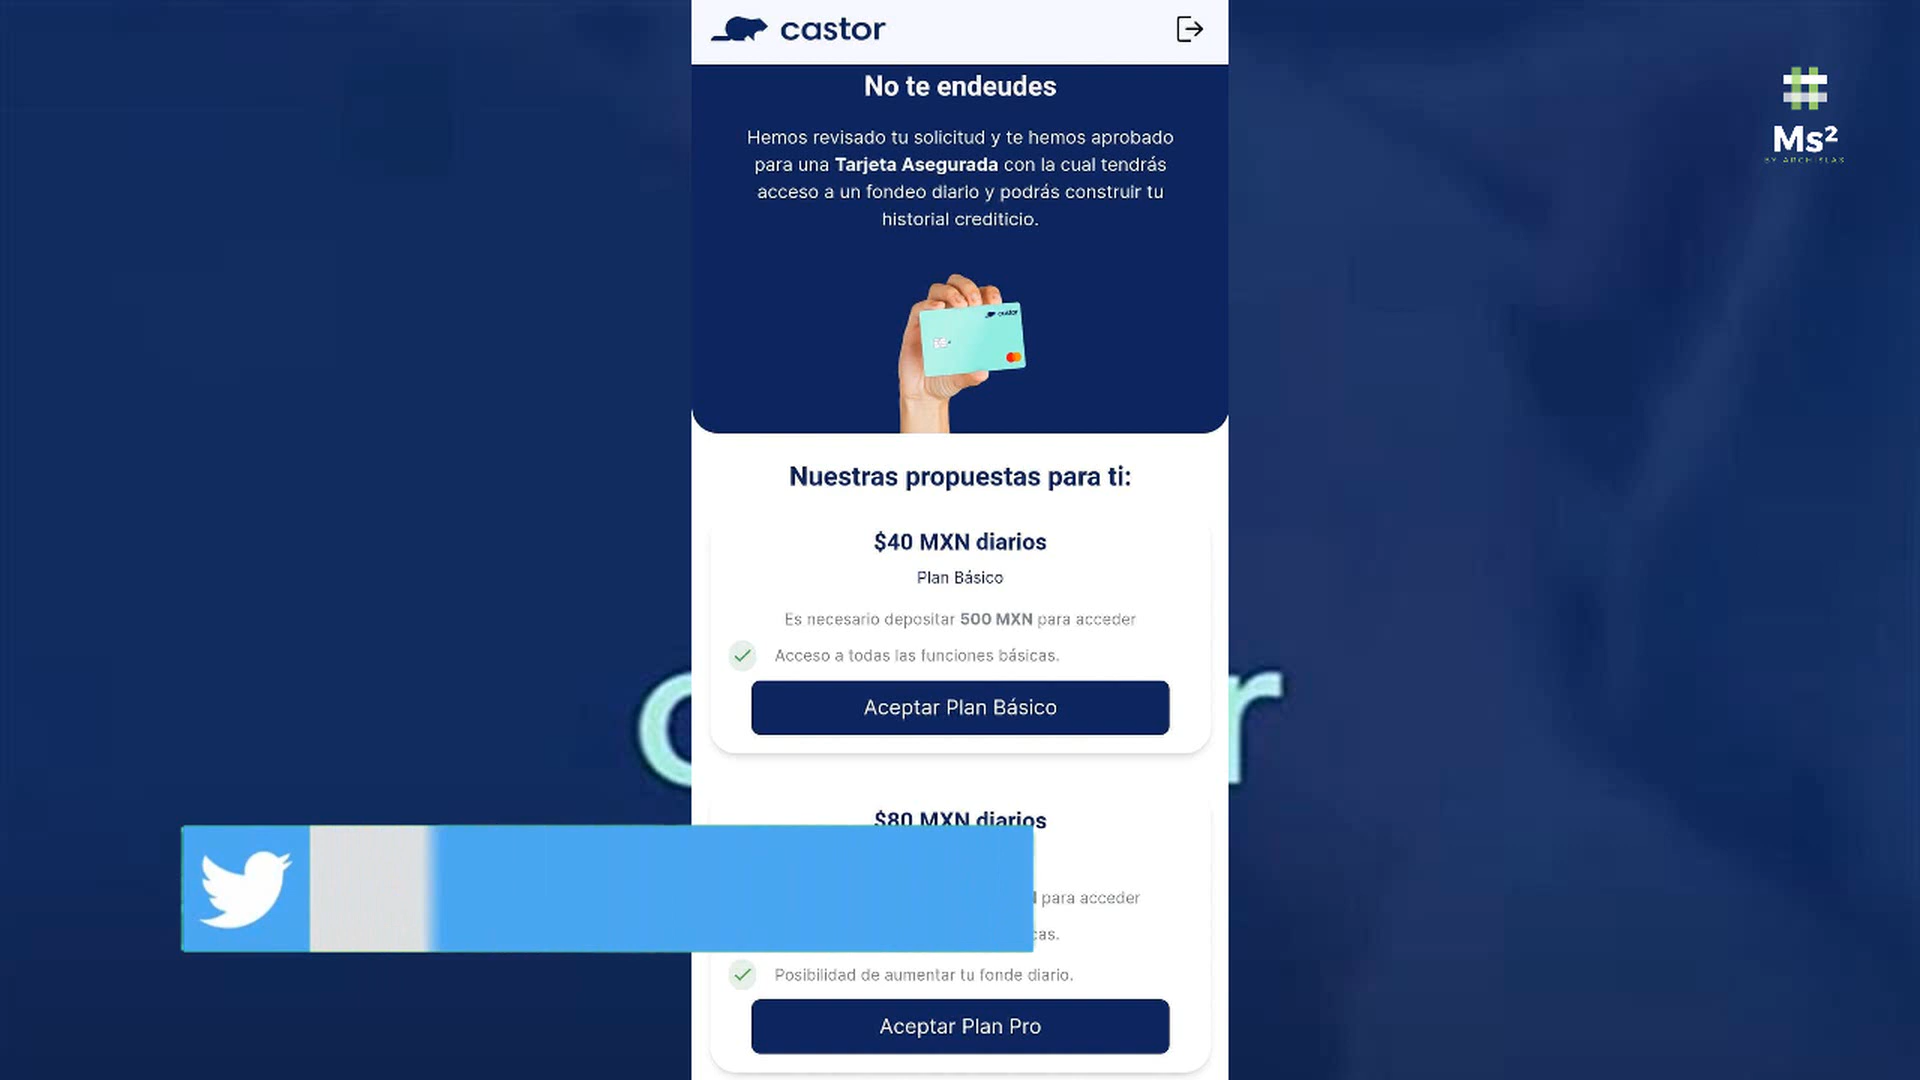 castor
No te endeudes
Hemos revisado tu solicitud y te hemos aprobado
para una Tarjeta Asegurada con la cual tendrás
acceso a un fondeo diario y podrás construir tu
historial crediticio.
castor
Nuestras propuestas para ti:
$40 MXN diarios
Plan Básico
Es necesario depositar 500 MXN para acceder
Acceso a todas las funciones básicas.
Aceptar Plan Básico
$80 MXN diarios
para acceder
Posibilidad de aumentar tu fonde diario.
Aceptar Plan Pro
Ms²
BY ARCHISLAS